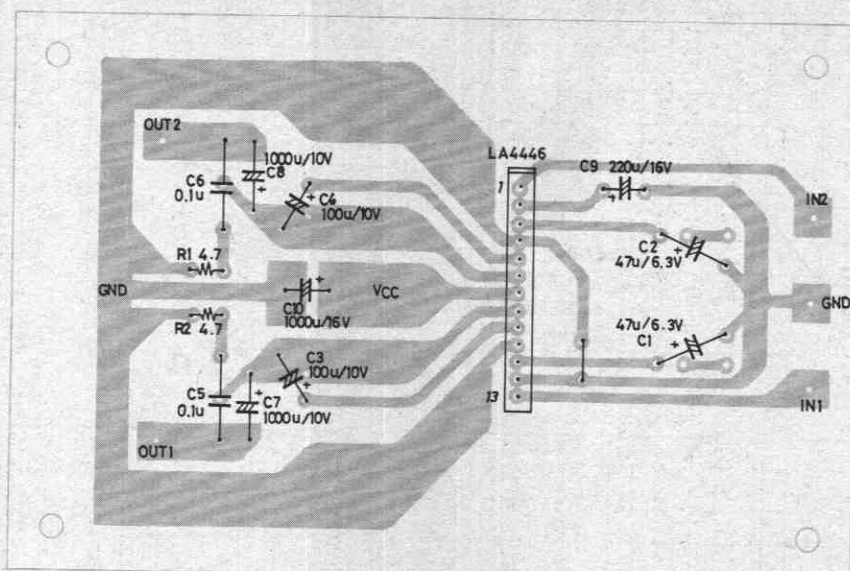 OUT2
1000u/10V
C8
C6
0.1u
C4
100u/10V
LA4446
1
C9 220u/16V
IN2
C2
47u/6.3V
R1 4.7
GND
C10
1000u/16V
VCC
GND
R2 4.7
47u/6.3V
C1
C3
100u/10V
C5
0.1u
C7
1000u/10V
13
IN1
OUT1